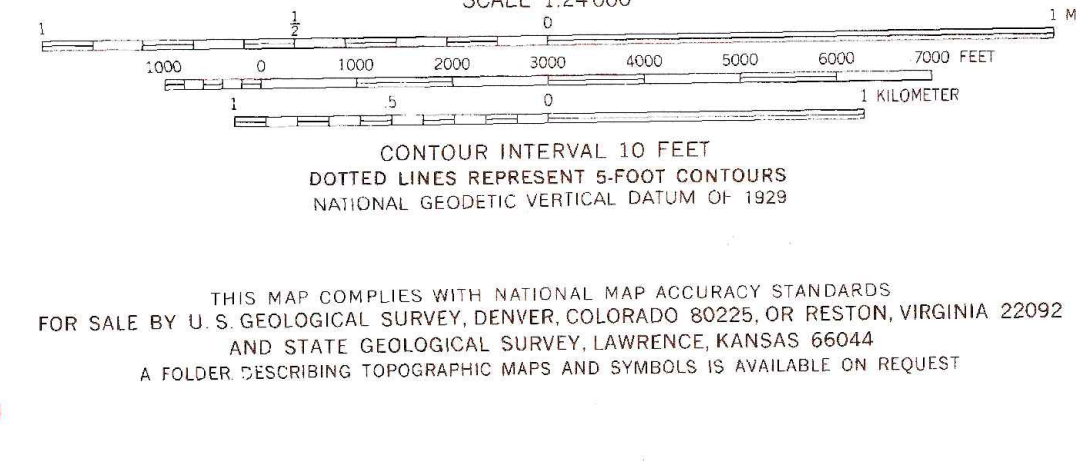 SCALE 1:24 000
1 ½ 0 1 M
1000 0 1000 2000 3000 4000 5000 6000 7000 FEET
1 .5 0 1 KILOMETER
CONTOUR INTERVAL 10 FEET
DOTTED LINES REPRESENT 5-FOOT CONTOURS
NATIONAL GEODETIC VERTICAL DATUM OF 1929
THIS MAP COMPLIES WITH NATIONAL MAP ACCURACY STANDARDS
FOR SALE BY U. S. GEOLOGICAL SURVEY, DENVER, COLORADO 80225, OR RESTON, VIRGINIA 22092
AND STATE GEOLOGICAL SURVEY, LAWRENCE, KANSAS 66044
A FOLDER DESCRIBING TOPOGRAPHIC MAPS AND SYMBOLS IS AVAILABLE ON REQUEST